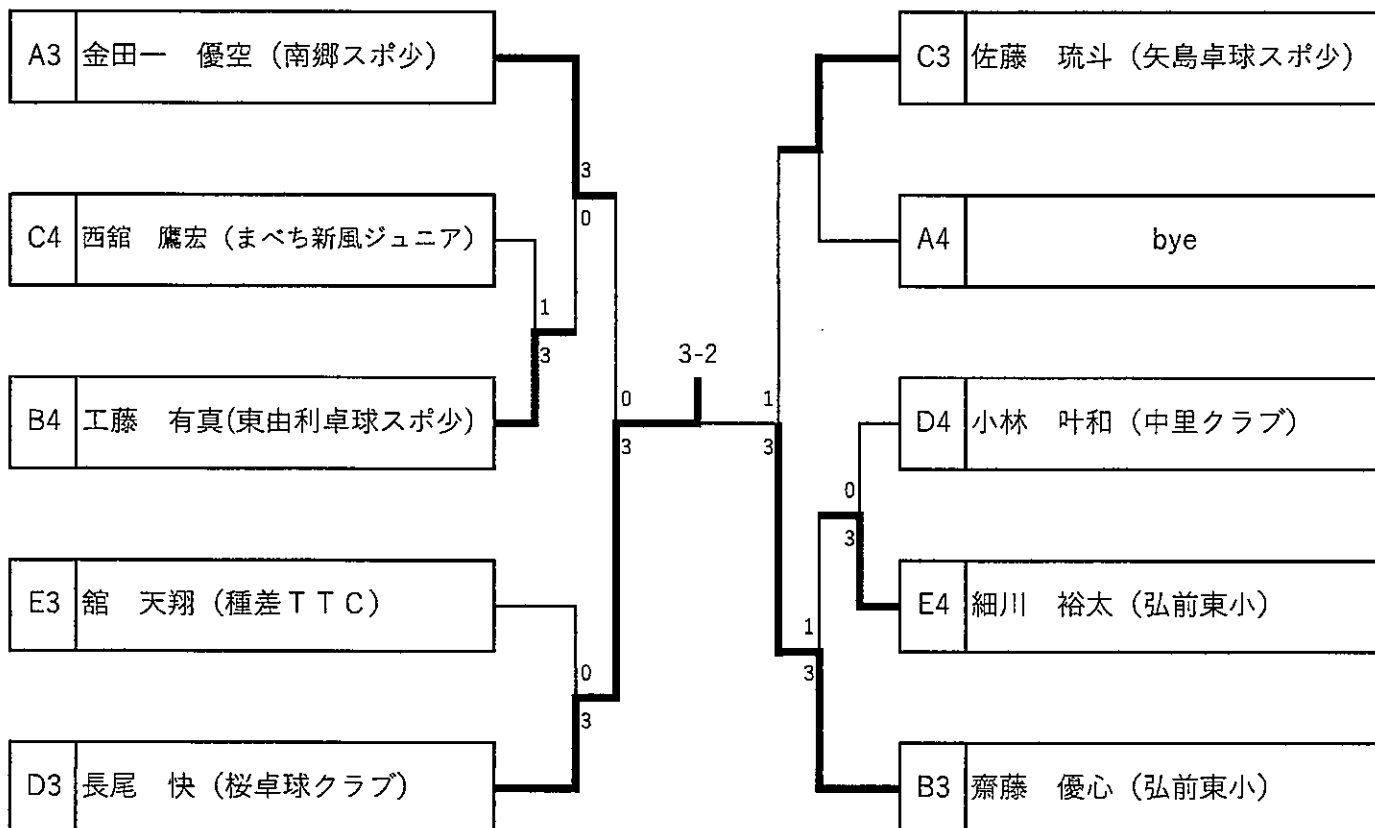 A3 金田一　優空（南郷スポ少）
C4 西舘　鷹宏（まべち新風ジュニア）
B4 工藤　有真(東由利卓球スポ少）
E3 舘　天翔（種差ＴＴＣ）
D3 長尾　快（桜卓球クラブ）
3
0
1
3
0
3
0
3
3-2
C3 佐藤　琉斗（矢島卓球スポ少）
A4 bye
D4 小林　叶和（中里クラブ）
E4 細川　裕太（弘前東小）
B3 齋藤　優心（弘前東小）
1
3
0
3
1
3